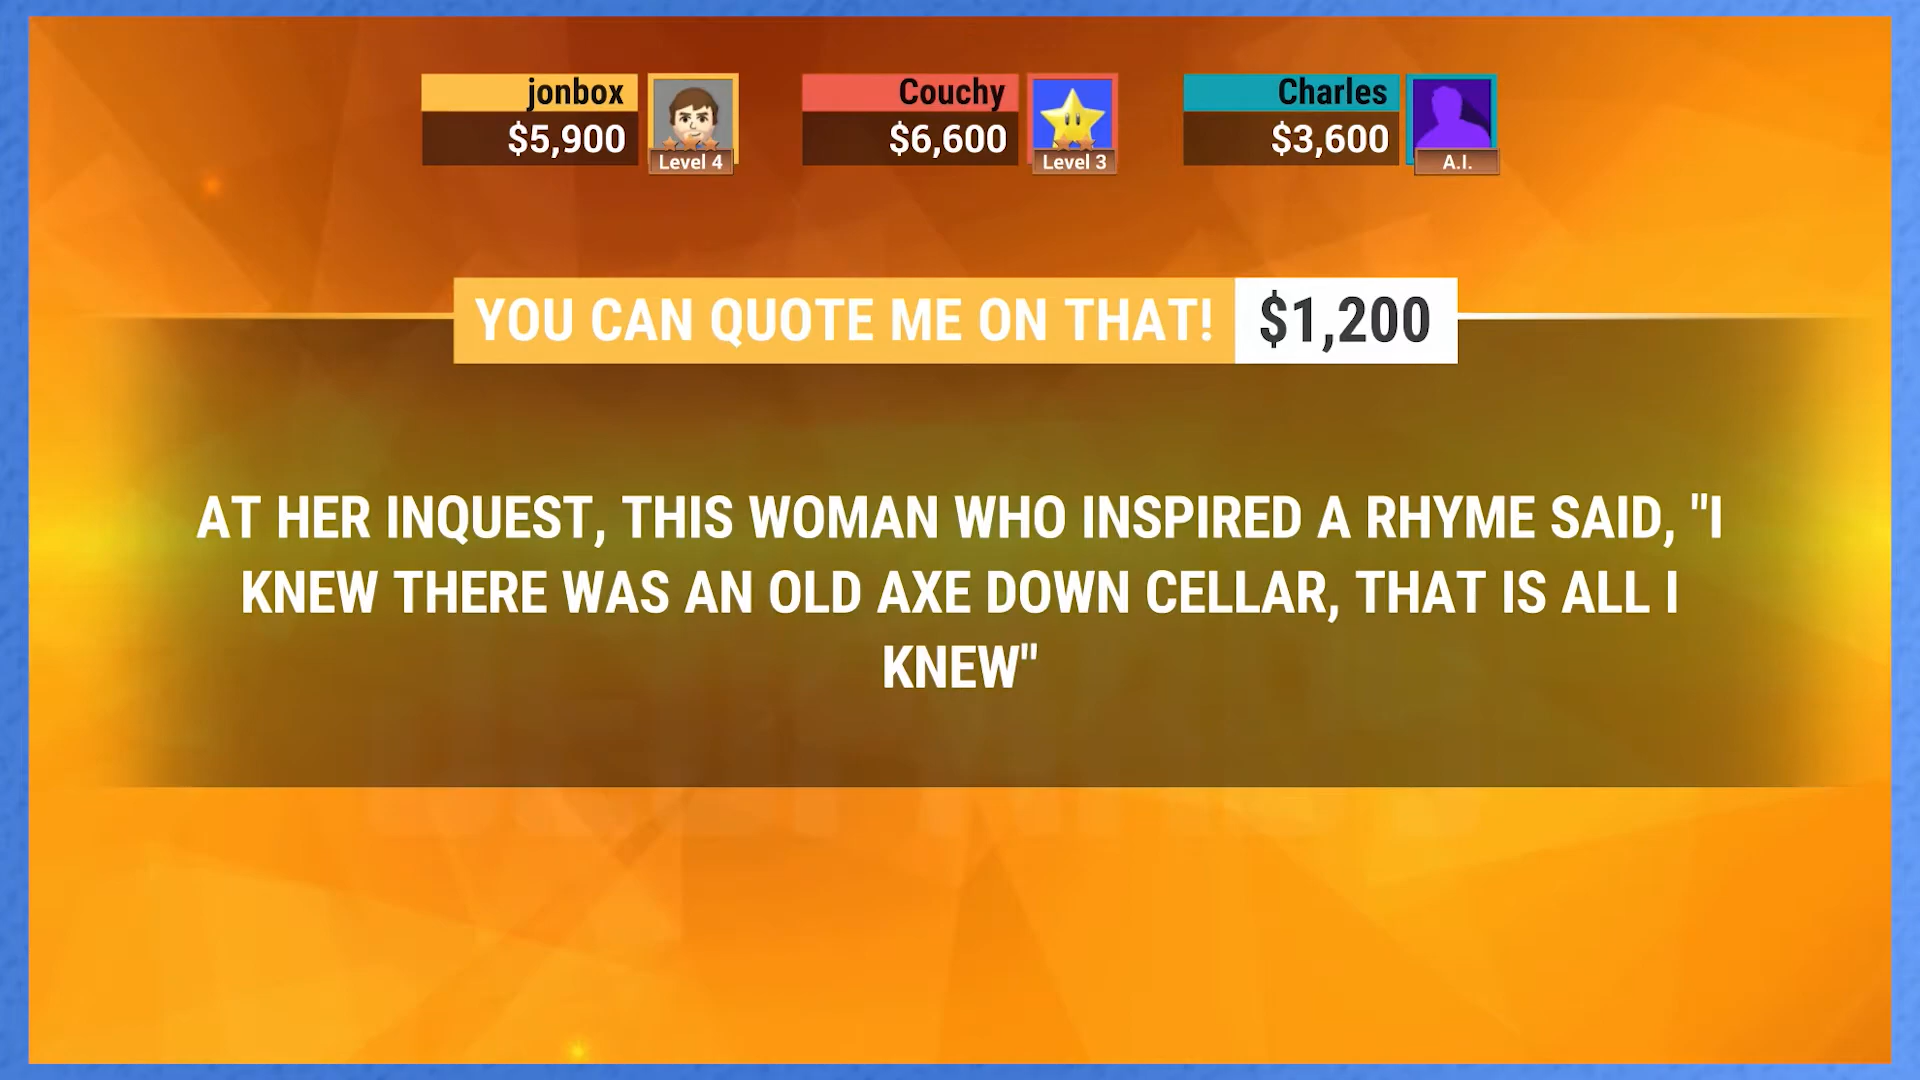 jonbox
$5,900
Level 4
Couchy
$6,600
Level 3
Charles
$3,600
A.I.
YOU CAN QUOTE ME ON THAT! $1,200
AT HER INQUEST, THIS WOMAN WHO INSPIRED A RHYME SAID, "I
KNEW THERE WAS AN OLD AXE DOWN CELLAR, THAT IS ALL I
KNEW"